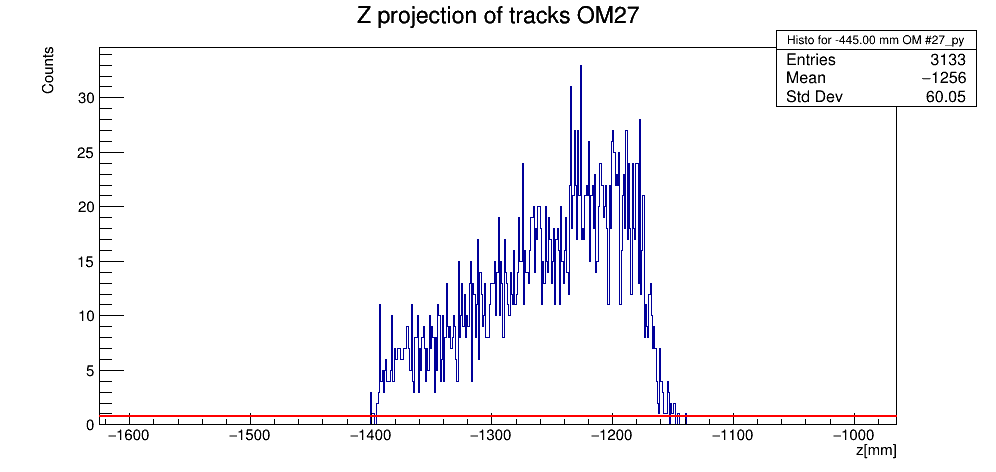 Z projection of tracks OM27
Histo for -445.00 mm OM #27_py
Entries 3133
Mean −1256
Std Dev 60.05
Counts
30
25
20
15
10
5
0
−1600 −1500 −1400 −1300 −1200 −1100 −1000
z[mm]